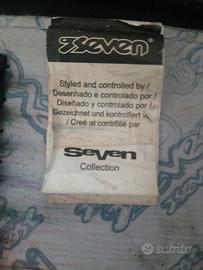 Seven
Styled and controlled by /
Desenhado e controlado por /
Diseñado y controlado por /
Gezeichnet und kontrolliert
/ Créé at contrôlé par
Seven
Collection
subito